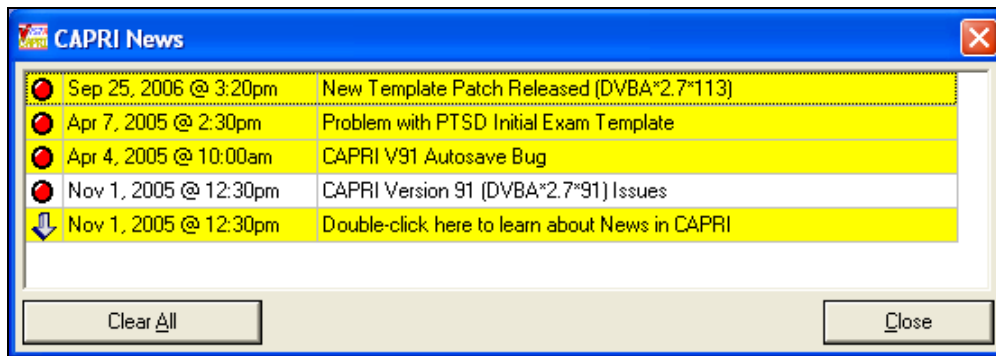 CAPRI News
Sep 25, 2006 @ 3:20pm New Template Patch Released (DVBA*2.7*113)
Apr 7, 2005 @ 2:30pm Problem with PTSD Initial Exam Template
Apr 4, 2005 @ 10:00am CAPRI V91 Autosave Bug
Nov 1, 2005 @ 12:30pm CAPRI Version 91 (DVBA*2.7*91) Issues
Nov 1, 2005 @ 12:30pm Double-click here to learn about News in CAPRI
Clear All Close